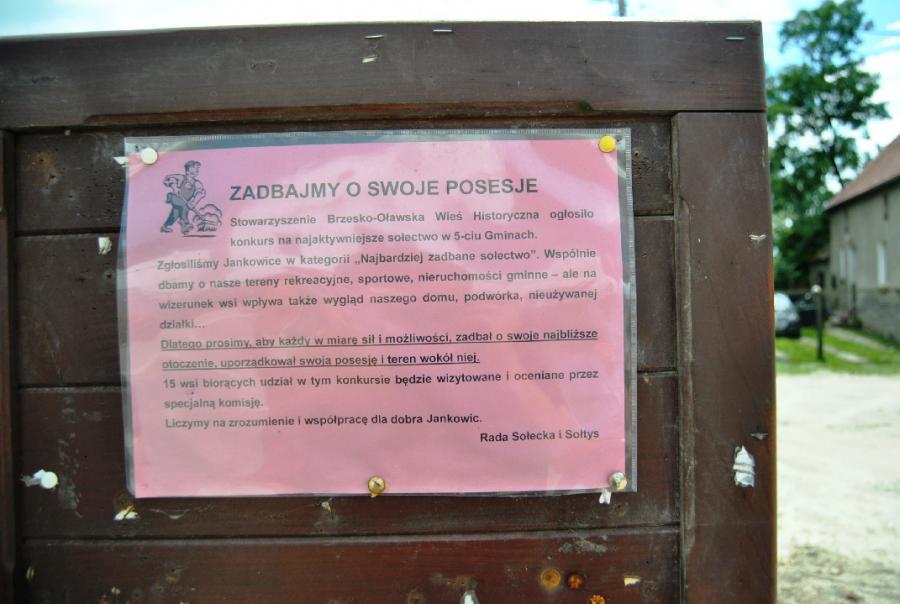 ZADBAJMY O SWOJE POSESJE
Stowarzyszenie Brzesko-Oławska Wieś Historyczna ogłosiło
konkurs na najaktywniejsze sołectwo w 5-ciu Gminach.
Zgłosiliśmy Jankowice w kategorii „Najbardziej zadbane sołectwo”. Wspólnie
dbamy o nasze tereny rekreacyjne, sportowe, nieruchomości gminne – ale na
wizerunek wsi wpływa także wygląd naszego domu, podwórka, nieużywanej
działki...
Dlatego prosimy, aby każdy w miarę sił i możliwości, zadbał o swoje najbliższe
otoczenie, uporządkował swoją posesję i teren wokół niej.
15 wsi biorących udział w tym konkursie będzie wizytowane i oceniane przez
specjalną komisję.
Liczymy na zrozumienie i współpracę dla dobra Jankowic.
Rada Sołecka i Sołtys